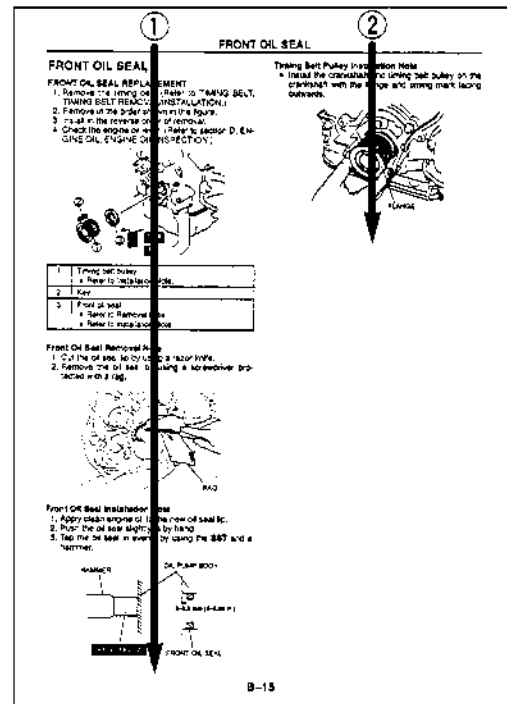 1
2
FRONT OIL SEAL
FRONT OIL SEAL
FRONT OIL SEAL REPLACEMENT
1. Remove the timing belt. (Refer to TIMING BELT,
TIMING BELT REMOVAL/INSTALLATION.)
2. Remove in the order shown in the figure.
3. Install in the reverse order of removal.
4. Check the engine oil level. (Refer to section D, EN-
GINE OIL, ENGINE OIL INSPECTION.)
1 Timing belt pulley
Refer to Installation Note
2 Key
3 Front oil seal
Refer to Removal Note
Refer to Installation Note
Front Oil Seal Removal Note
1. Cut the oil seal lip by using a razor knife.
2. Remove the oil seal by using a screwdriver pro-
tected with a rag.
RAG
Front Oil Seal Installation Note
1. Apply clean engine oil to the new oil seal lip.
2. Push the oil seal slightly in by hand.
3. Tap the oil seal in evenly by using the SST and a
hammer.
HAMMER
OIL PUMP BODY
FRONT OIL SEAL
Timing Belt Pulley Installation Note
Install the crankshaft and timing belt pulley on the
crankshaft with the flange and timing mark facing
outwards.
FLANGE
B–15